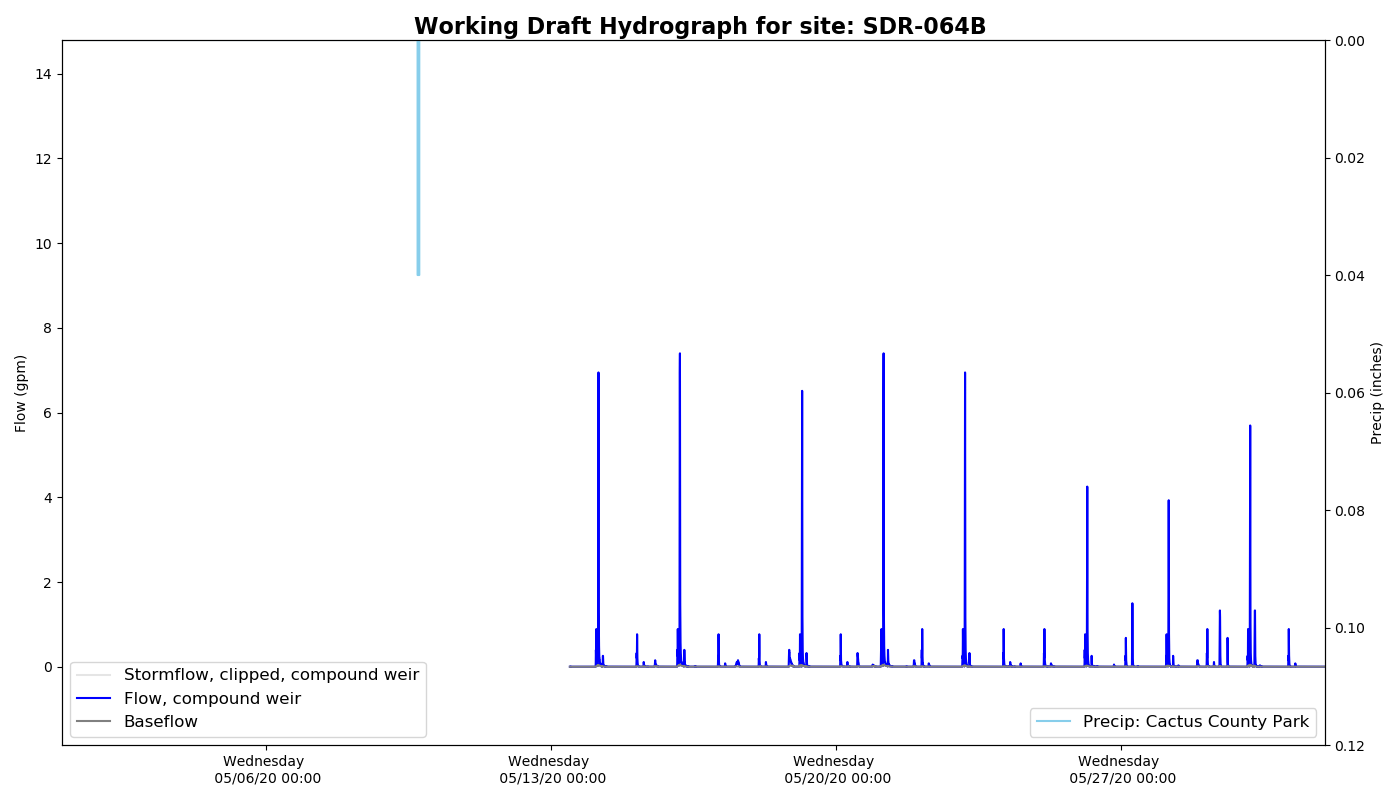 Working Draft Hydrograph for site: SDR-064B
14
12
10
8
6
4
2
0
Flow (gpm)
0.00
0.02
0.04
0.06
0.08
0.10
0.12
Precip (inches)
Stormflow, clipped, compound weir
Flow, compound weir
Baseflow
Precip: Cactus County Park
Wednesday
05/06/20 00:00
Wednesday
05/13/20 00:00
Wednesday
05/20/20 00:00
Wednesday
05/27/20 00:00